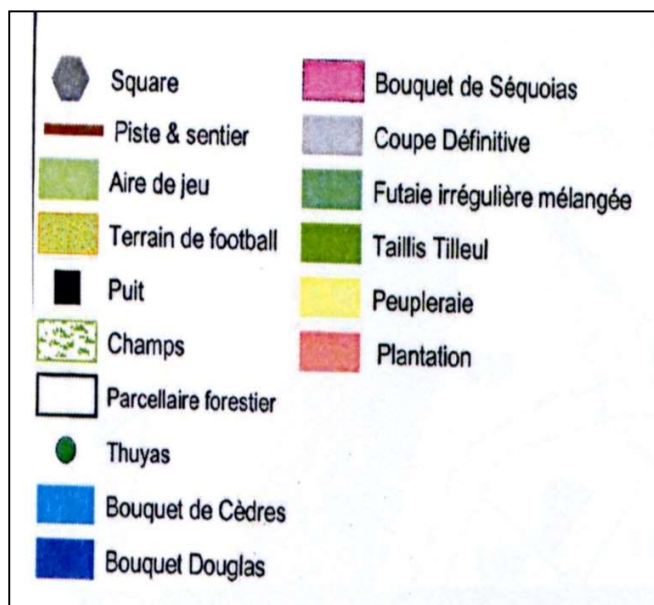 Square
Piste & sentier
Aire de jeu
Terrain de football
Puit
Champs
Parcellaire forestier
Thuyas
Bouquet de Cèdres
Bouquet Douglas
Bouquet de Séquoias
Coupe Définitive
Futaie irrégulière mélangée
Taillis Tilleul
Peupleraie
Plantation